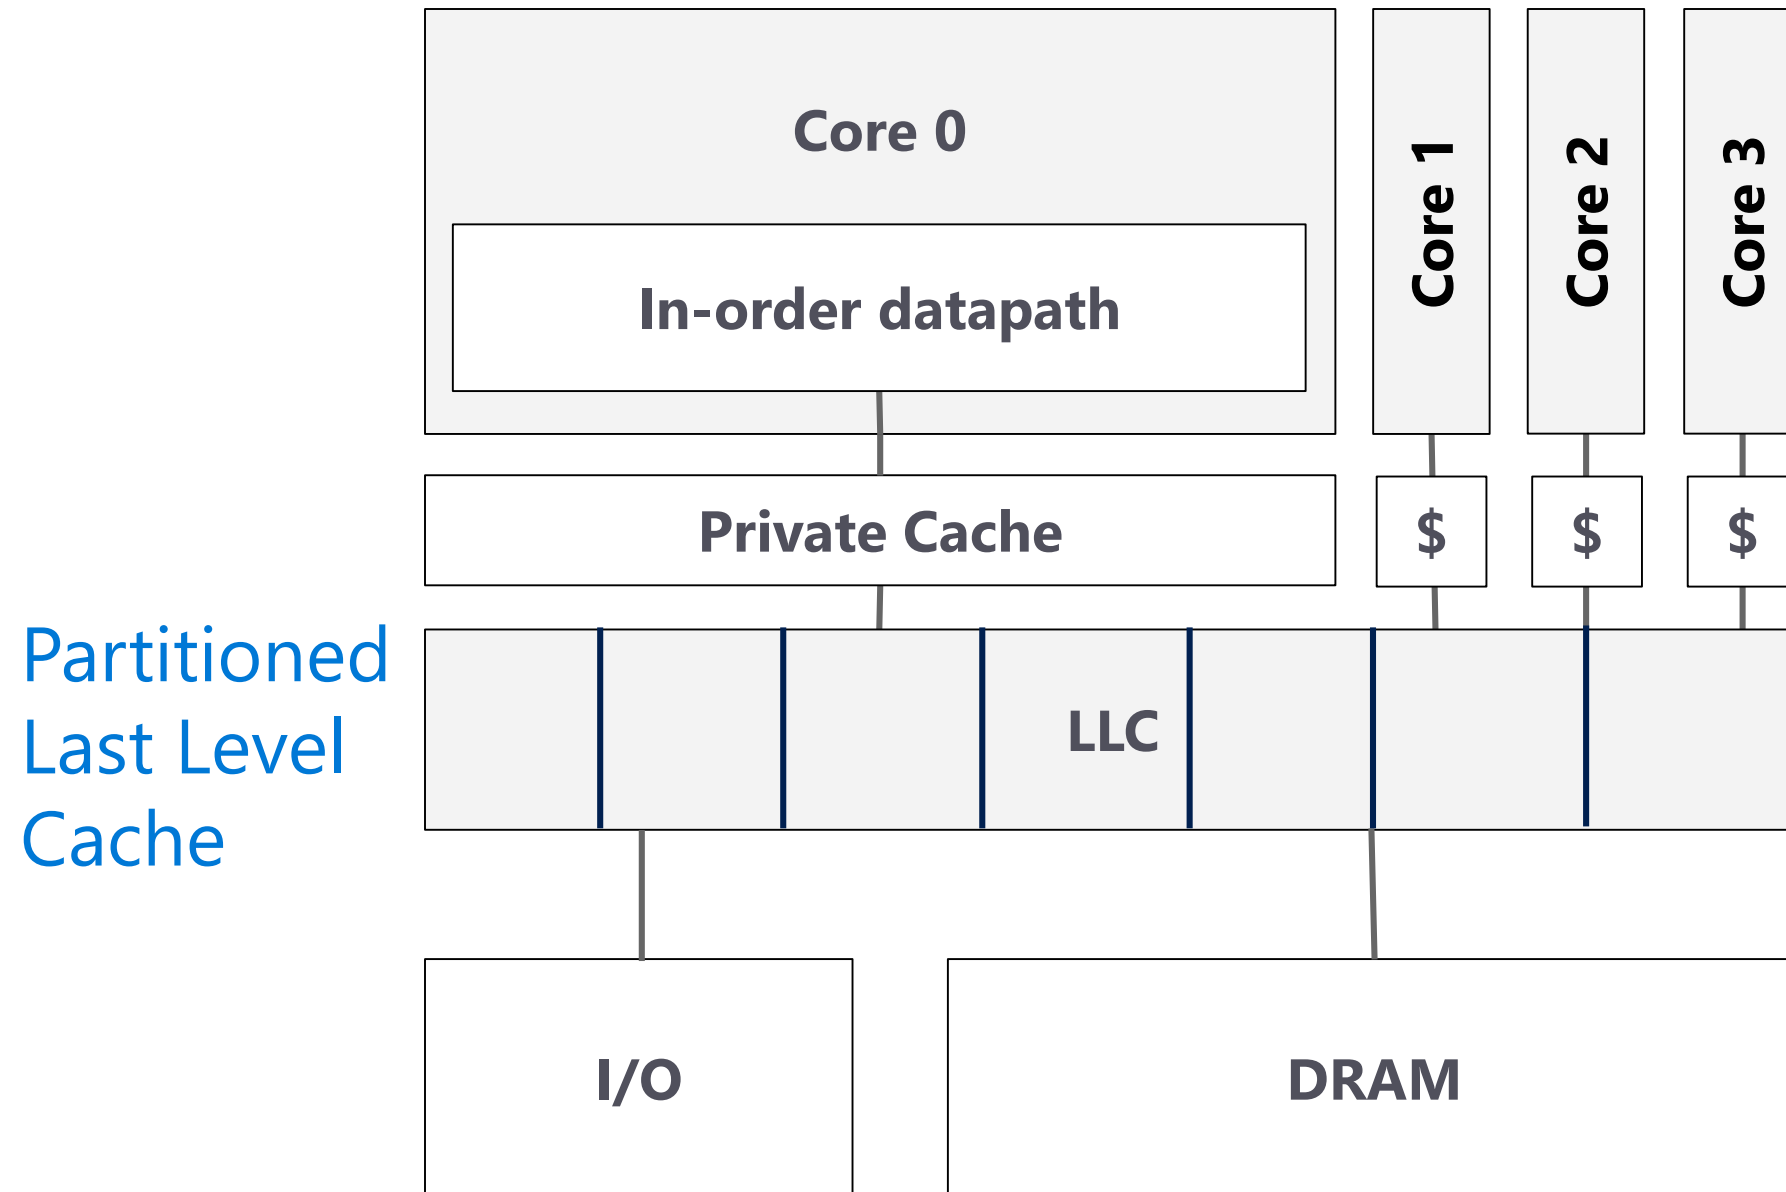 Core 0
Core 1
Core 2
Core 3
In-order datapath
Private Cache
$
$
$
Partitioned
Last Level
Cache
LLC
I/O
DRAM